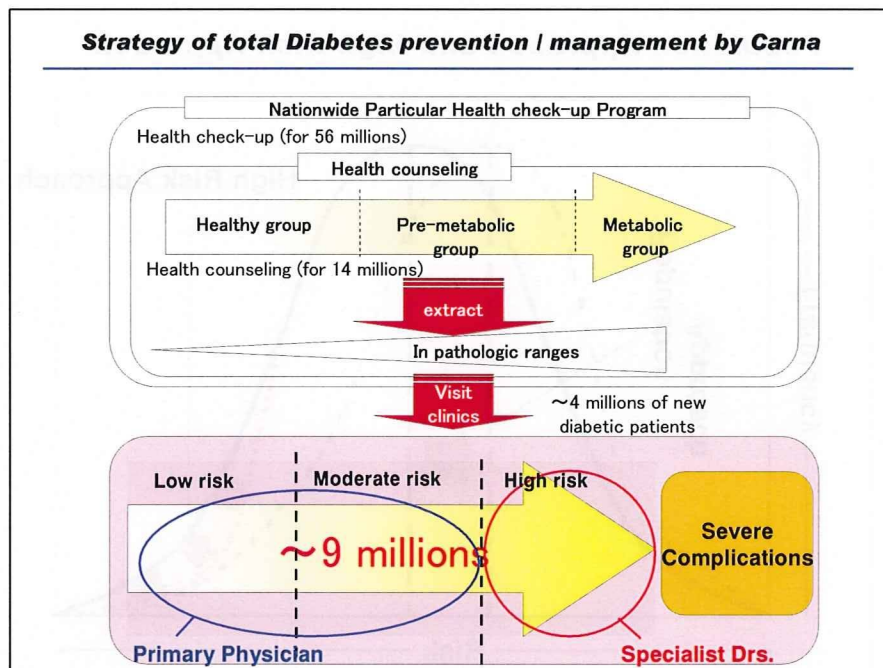 Strategy of total Diabetes prevention / management by Carna
Nationwide Particular Health check-up Program
Health check-up (for 56 millions)
Health counseling
Healthy group
Pre-metabolic
group
Metabolic
group
Health counseling (for 14 millions)
extract
In pathologic ranges
Visit
clinics
～4 millions of new
diabetic patients
Low risk
Moderate risk
High risk
～9 millions
Severe
Complications
Primary Physician
Specialist Drs.